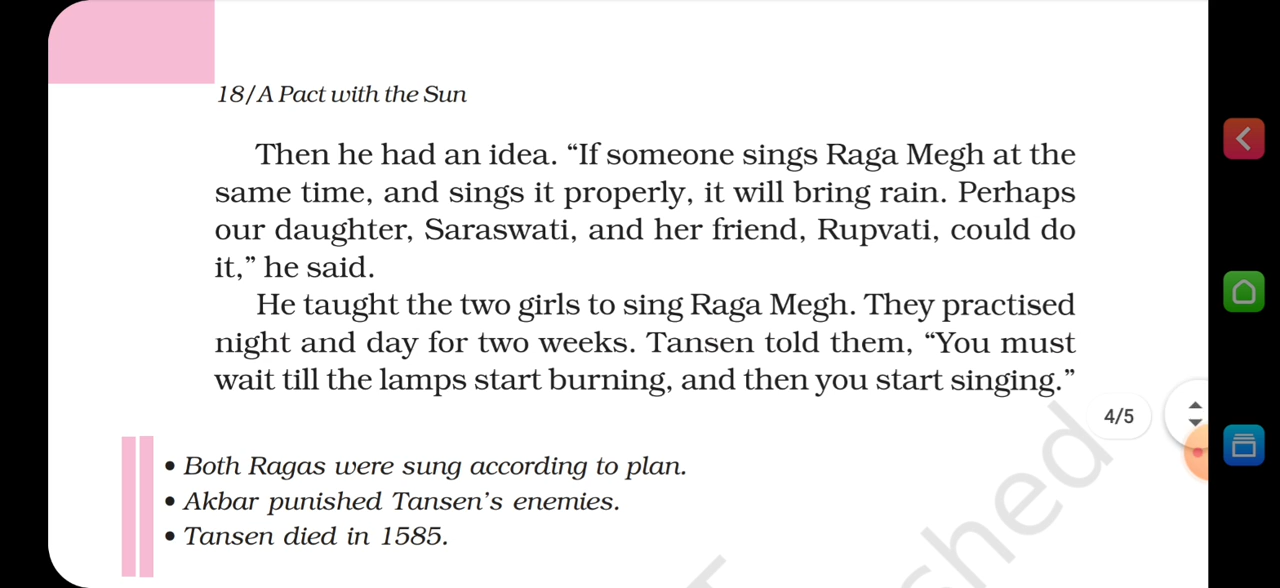 18/A Pact with the Sun
Then he had an idea. “If someone sings Raga Megh at the
same time, and sings it properly, it will bring rain. Perhaps
our daughter, Saraswati, and her friend, Rupvati, could do
it,” he said.
He taught the two girls to sing Raga Megh. They practised
night and day for two weeks. Tansen told them, “You must
wait till the lamps start burning, and then you start singing.”
4/5
• Both Ragas were sung according to plan.
• Akbar punished Tansen’s enemies.
• Tansen died in 1585.